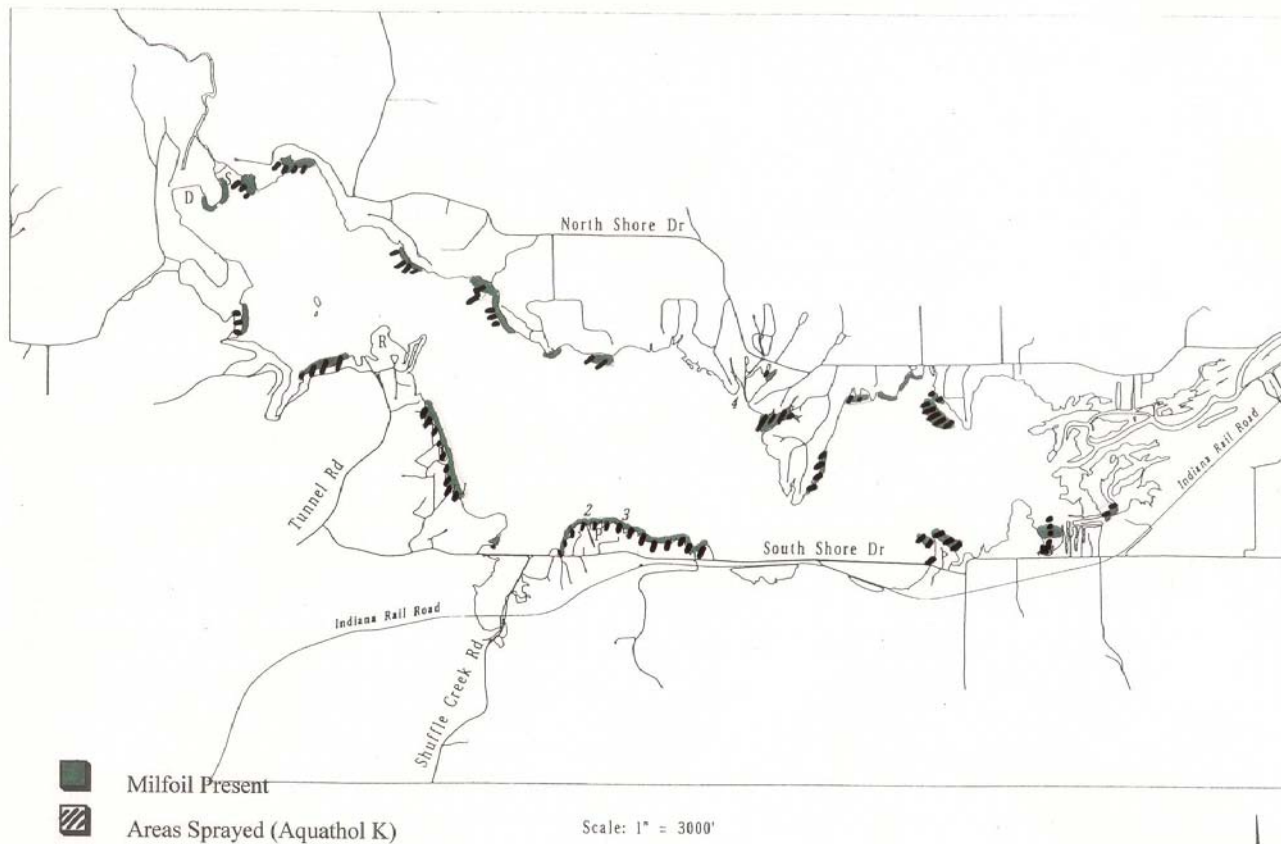 S
D
North Shore Dr
R
4
Indiana Rail Road
Tunnel Rd
2
3
P
South Shore Dr
Indiana Rail Road
Shuffle Creek Rd
Milfoil Present
Areas Sprayed (Aquathol K)
Scale: 1" = 3000'